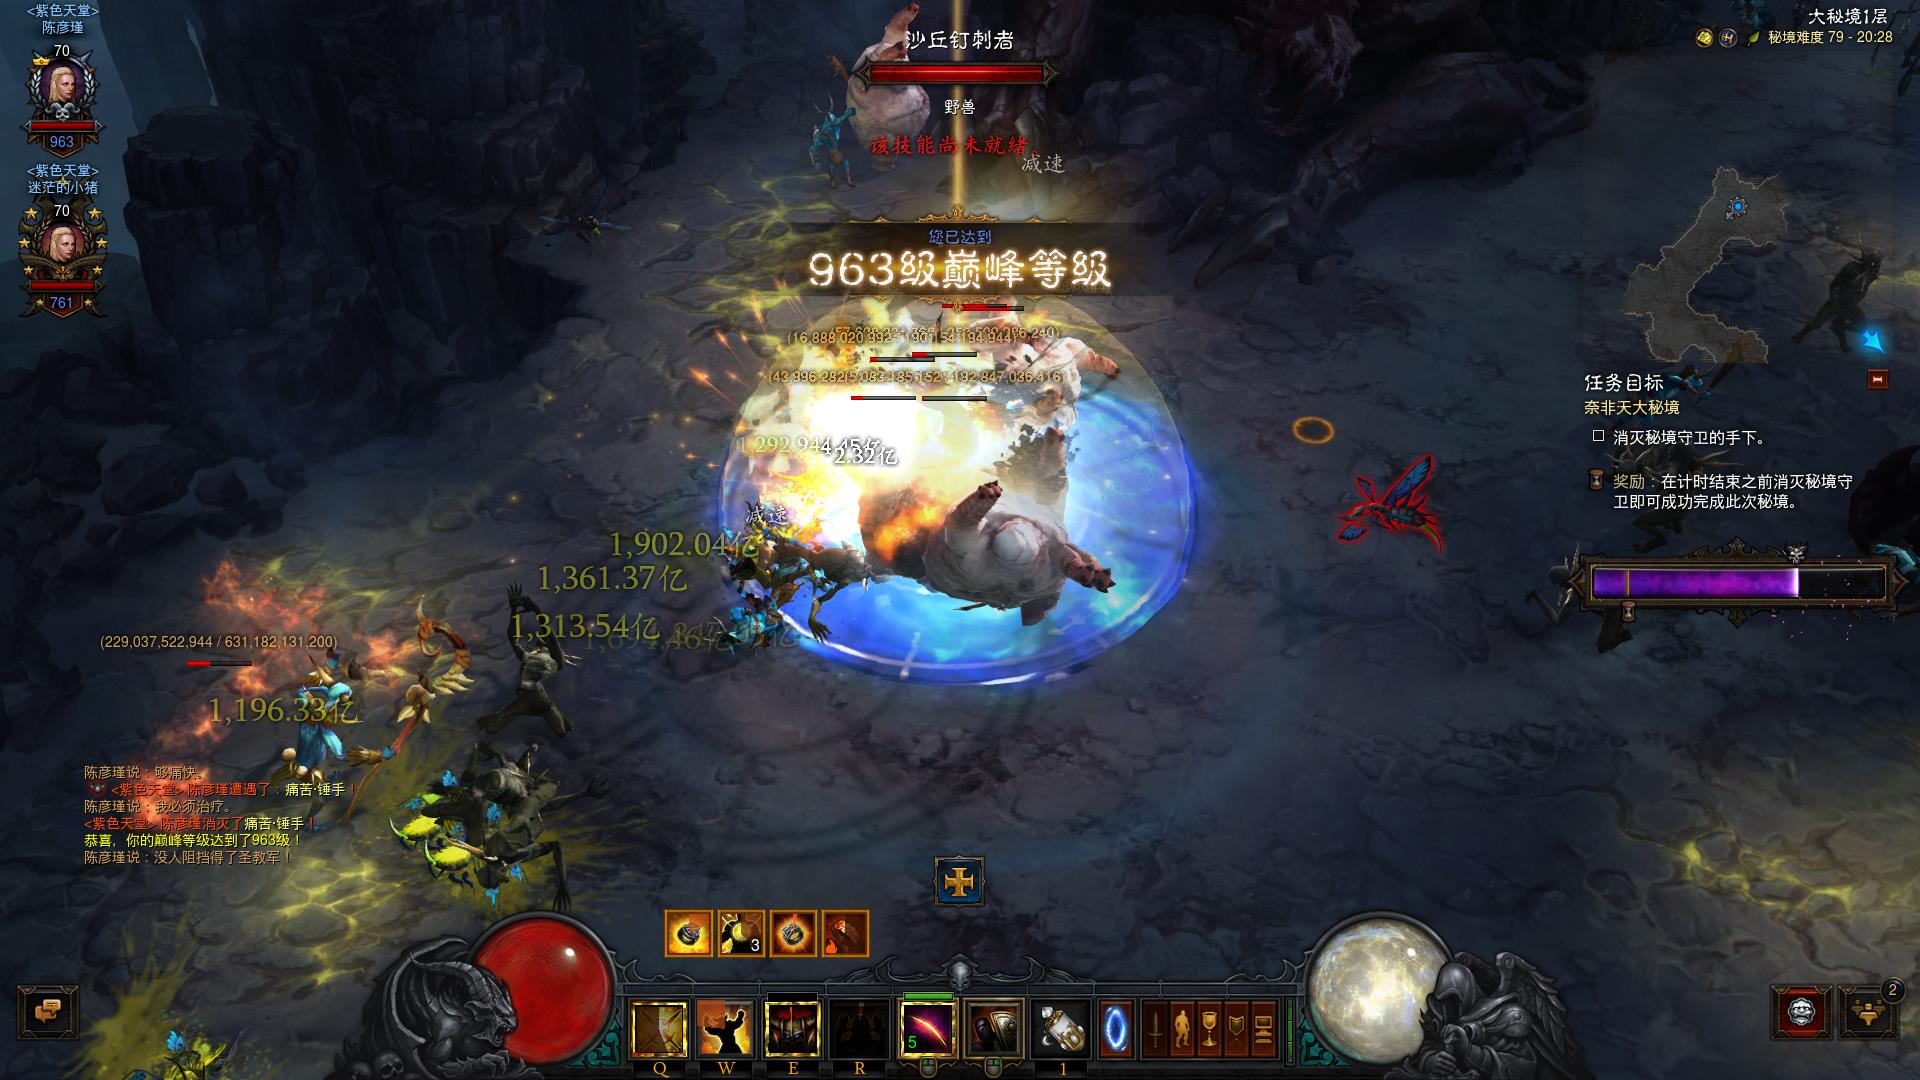 <紫色天堂>
陈彦瑾
70
963
<紫色天堂>
迷茫的小猪
70
761
沙丘钉刺者
野兽
该技能尚未就绪。
减速
您已达到
963级巅峰等级
大秘境1层
秘境难度 79 - 20:28
任务目标
奈非天大秘境
消灭秘境守卫的手下。
奖励：在计时结束之前消灭秘境守
卫即可成功完成此次秘境。
2.32亿
减速
1,902.04亿
1,361.37亿
1,313.54亿
(229,037,522,944 / 631,182,131,200)
1,196.33亿
陈彦瑾说：够痛快。
<紫色天堂> 陈彦瑾遭遇了：痛苦·锤手！
陈彦瑾说：我必须治疗。
<紫色天堂> 陈彦瑾消灭了痛苦·锤手！
恭喜，你的巅峰等级达到了963级！
陈彦瑾说：没人阻挡得了圣教军！
3
5
Q
W
E
R
1
2